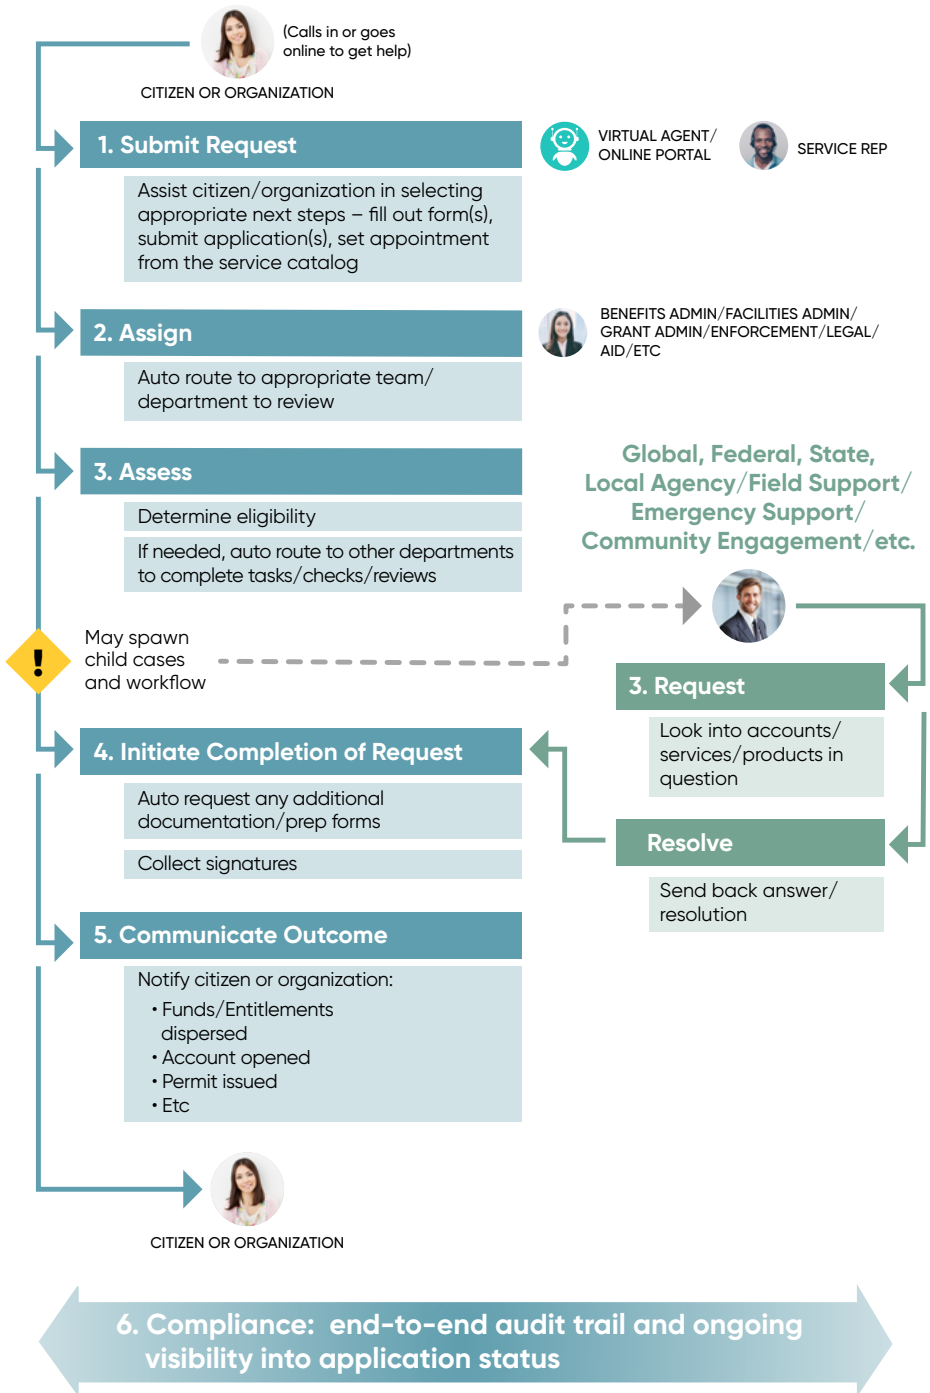 (Calls in or goes
online to get help)
CITIZEN OR ORGANIZATION
1. Submit Request
VIRTUAL AGENT/
ONLINE PORTAL
SERVICE REP
Assist citizen/organization in selecting
appropriate next steps – fill out form(s),
submit application(s), set appointment
from the service catalog
2. Assign
BENEFITS ADMIN/FACILITIES ADMIN/
GRANT ADMIN/ENFORCEMENT/LEGAL/
AID/ETC
Auto route to appropriate team/
department to review
3. Assess
Determine eligibility
If needed, auto route to other departments
to complete tasks/checks/reviews
Global, Federal, State,
Local Agency/Field Support/
Emergency Support/
Community Engagement/etc.
!
May spawn
child cases
and workflow
3. Request
Look into accounts/
services/products in
question
Resolve
Send back answer/
resolution
4. Initiate Completion of Request
Auto request any additional
documentation/prep forms
Collect signatures
5. Communicate Outcome
Notify citizen or organization:
• Funds/Entitlements
dispersed
• Account opened
• Permit issued
• Etc
CITIZEN OR ORGANIZATION
6. Compliance: end-to-end audit trail and ongoing
visibility into application status